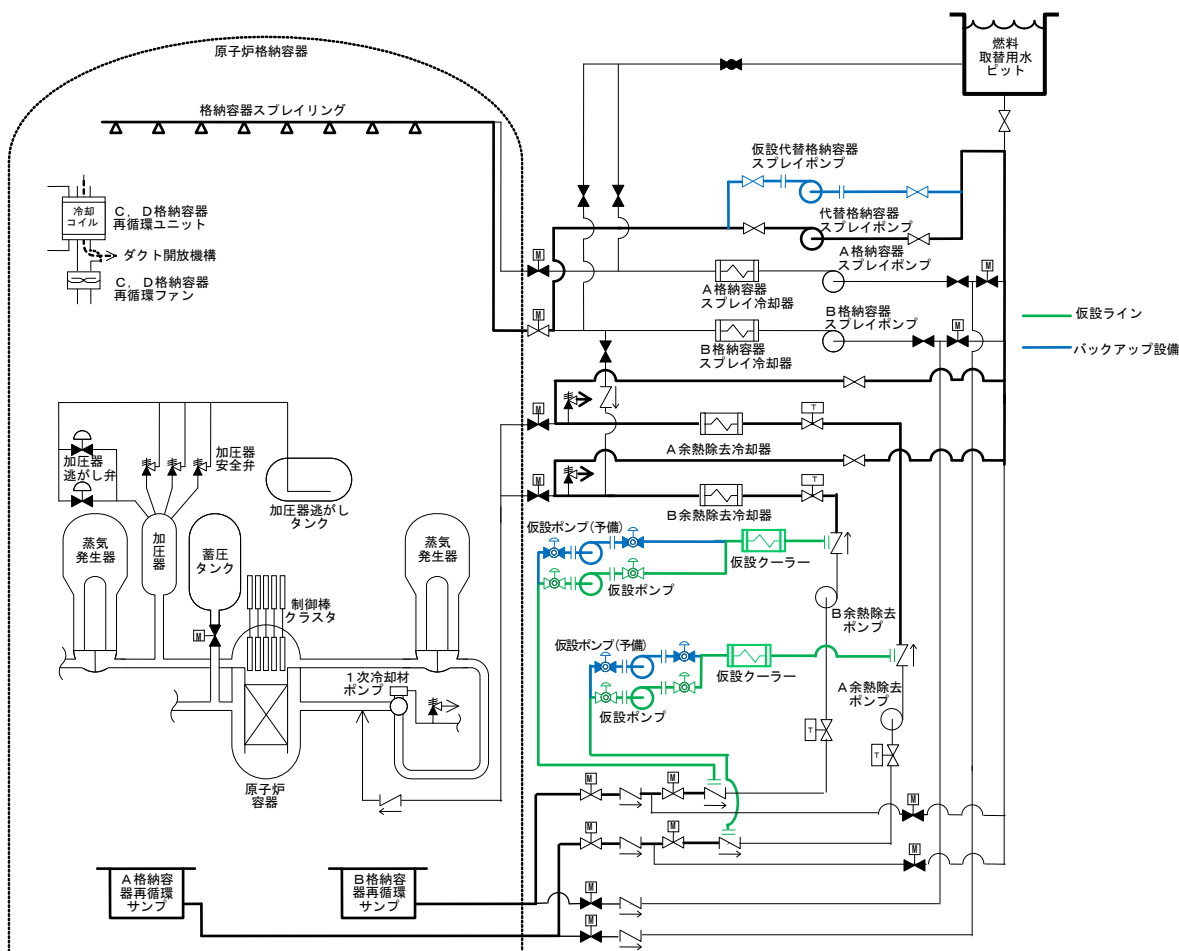 原子炉格納容器
燃料
取替用水
ピット
格納容器スプレイリング
仮設代替格納容器
スプレイポンプ
冷却
コイル
C，D格納容器
再循環ユニット
代替格納容器
スプレイポンプ
ダクト開放機構
A格納容器
スプレイポンプ
M
M
C，D格納容器
再循環ファン
A格納容器
スプレイ冷却器
B格納容器
スプレイポンプ
M
M
仮設ライン
B格納容器
スプレイ冷却器
バックアップ設備
M
T
A余熱除去冷却器
加圧器
逃がし弁
加圧器
安全弁
M
T
加圧器逃がし
タンク
B余熱除去冷却器
蒸気
発生器
加
圧
器
蓄圧
タンク
蒸気
発生器
仮設ポンプ(予備)
仮設クーラー
仮設ポンプ
制御棒
クラスタ
M
B余熱除去
ポンプ
仮設ポンプ(予備)
仮設クーラー
1次冷却材
ポンプ
仮設ポンプ
A余熱除去
ポンプ
T
T
原子炉
容器
M
M
M
M
M
M
A格納容
器再循環
サンプ
B格納容
器再循環
サンプ
M
M